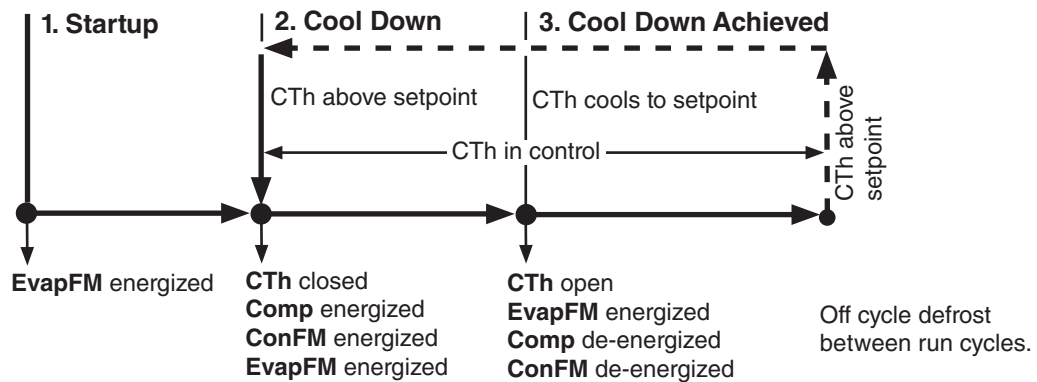 1. Startup
2. Cool Down
3. Cool Down Achieved
CTh above setpoint
CTh cools to setpoint
CTh in control
CTh above
setpoint
EvapFM energized
CTh closed
Comp energized
ConFM energized
EvapFM energized
CTh open
EvapFM energized
Comp de-energized
ConFM de-energized
Off cycle defrost
between run cycles.